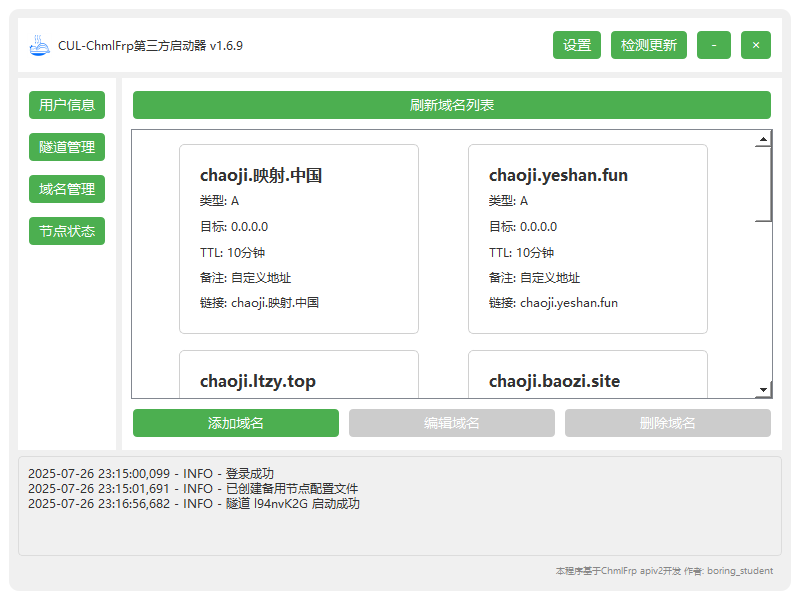 CUL-ChmlFrp第三方启动器 v1.6.9
设置
检测更新
-
×
用户信息
隧道管理
域名管理
节点状态
刷新域名列表
chaoji.映射.中国
类型: A
目标: 0.0.0.0
TTL: 10分钟
备注: 自定义地址
链接: chaoji.映射.中国
chaoji.yeshan.fun
类型: A
目标: 0.0.0.0
TTL: 10分钟
备注: 自定义地址
链接: chaoji.yeshan.fun
chaoji.ltzy.top
chaoji.baozi.site
添加域名
编辑域名
删除域名
2025-07-26 23:15:00,099 - INFO - 登录成功
2025-07-26 23:15:01,691 - INFO - 已创建备用节点配置文件
2025-07-26 23:16:56,682 - INFO - 隧道 l94nvK2G 启动成功
本程序基于ChmlFrp apiv2开发 作者: boring_student